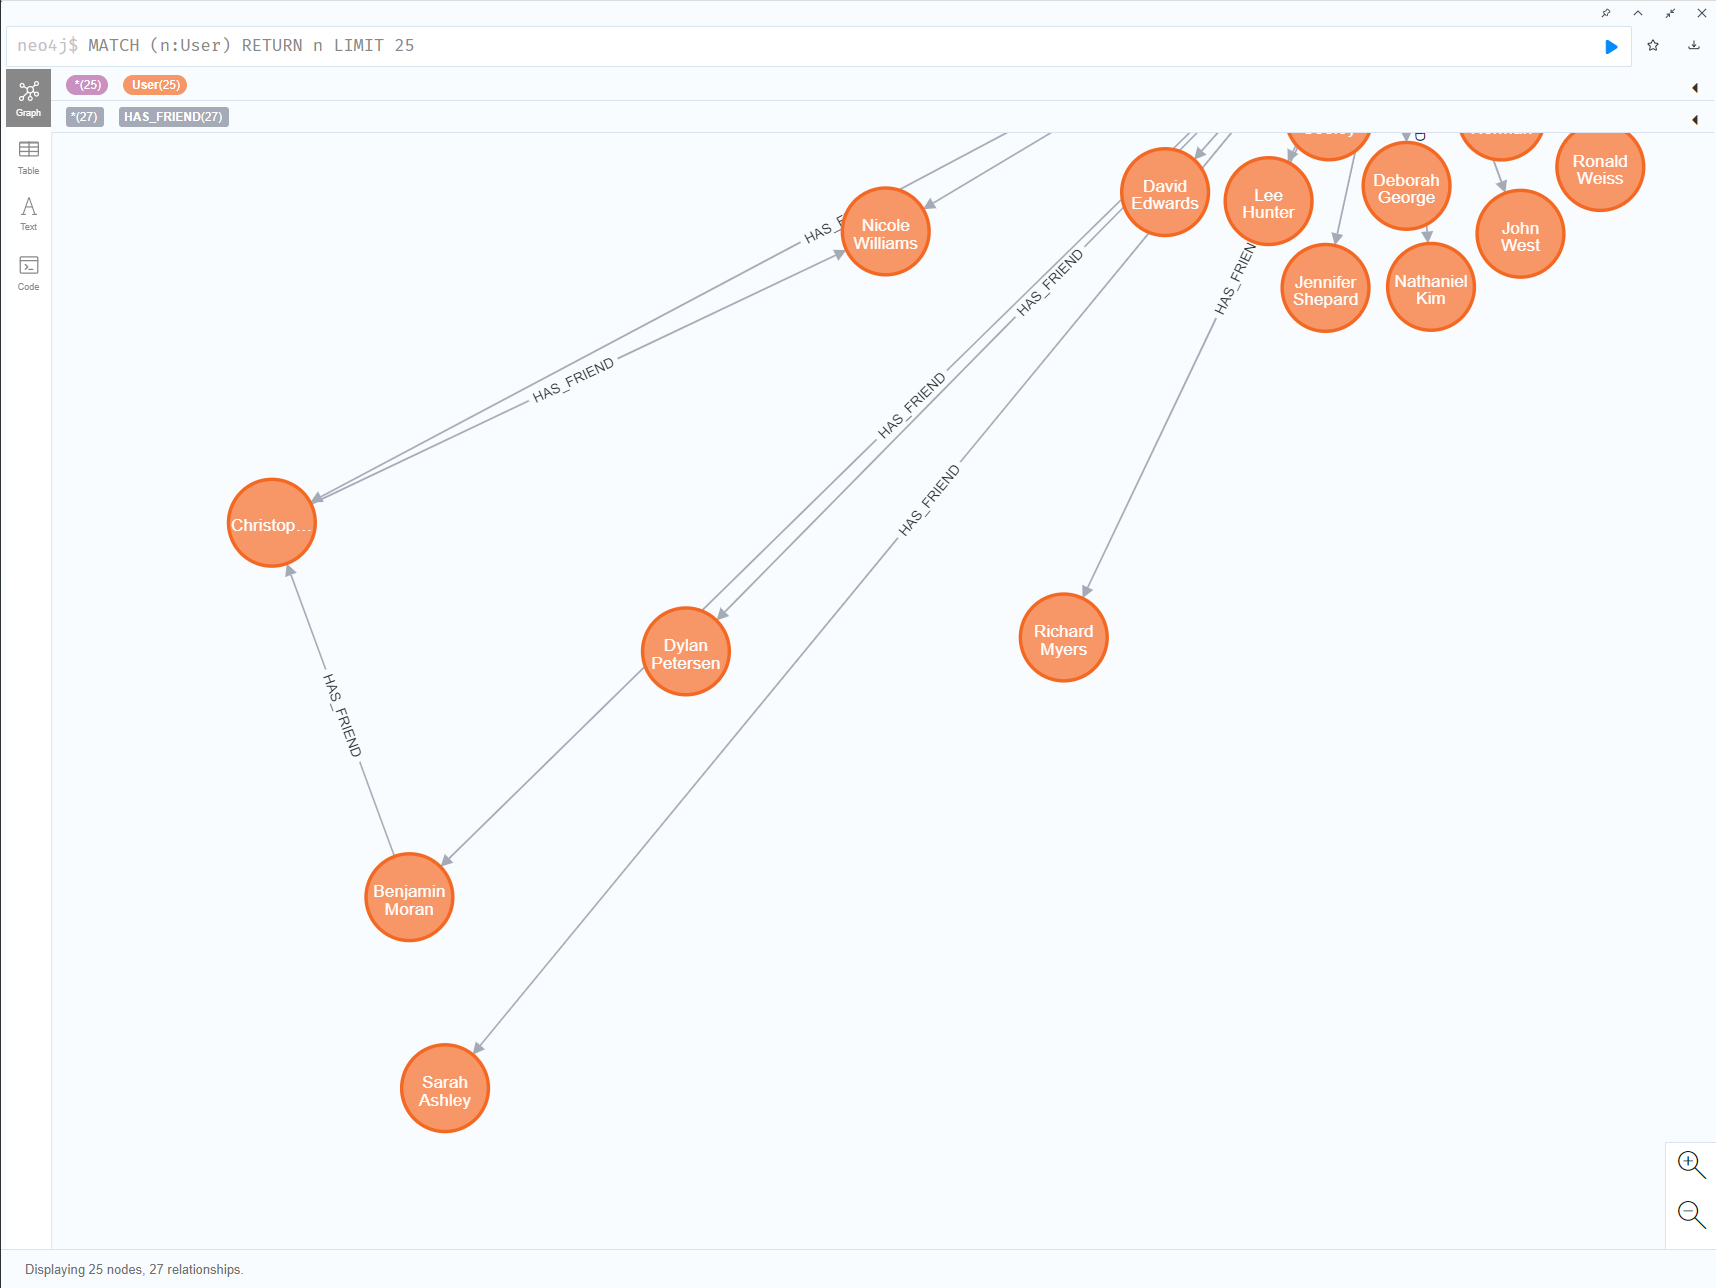 neo4j$ MATCH (n:User) RETURN n LIMIT 25
*(25) User(25)
*(27) HAS_FRIEND(27)
Graph
Table
Text
Code
Ronald
Weiss
Deborah
George
David
Edwards
Lee
Hunter
Nicole
Williams
John
West
Jennifer
Shepard
Nathaniel
Kim
HAS_F
HAS_FRIEND
HAS_FRIEND
HAS_FRIEN
HAS_FRIEND
HAS_FRIEND
Christop...
Dylan
Petersen
Richard
Myers
HAS_FRIEND
Benjamin
Moran
Sarah
Ashley
Displaying 25 nodes, 27 relationships.